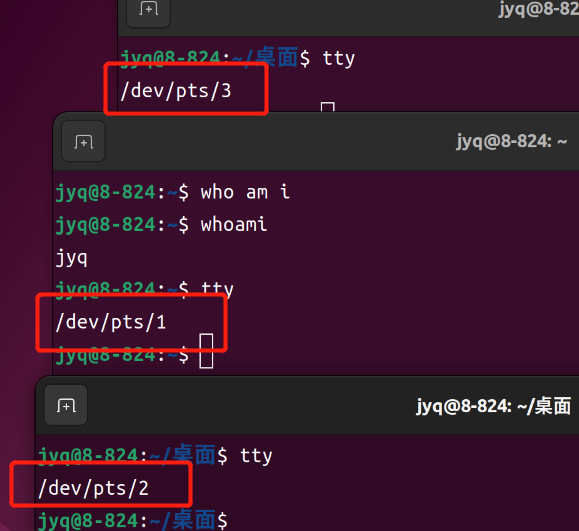 jyq@8-82
jyq@8-824:~/桌面$ tty
/dev/pts/3
jyq@8-824: ~
jyq@8-824:~$ who am i
jyq@8-824:~$ whoami
jyq
jyq@8-824:~$ tty
/dev/pts/1
jyq@8-824:~$
jyq@8-824: ~/桌面
jyq@8-824:~/桌面$ tty
/dev/pts/2
jyq@8-824:~/桌面$